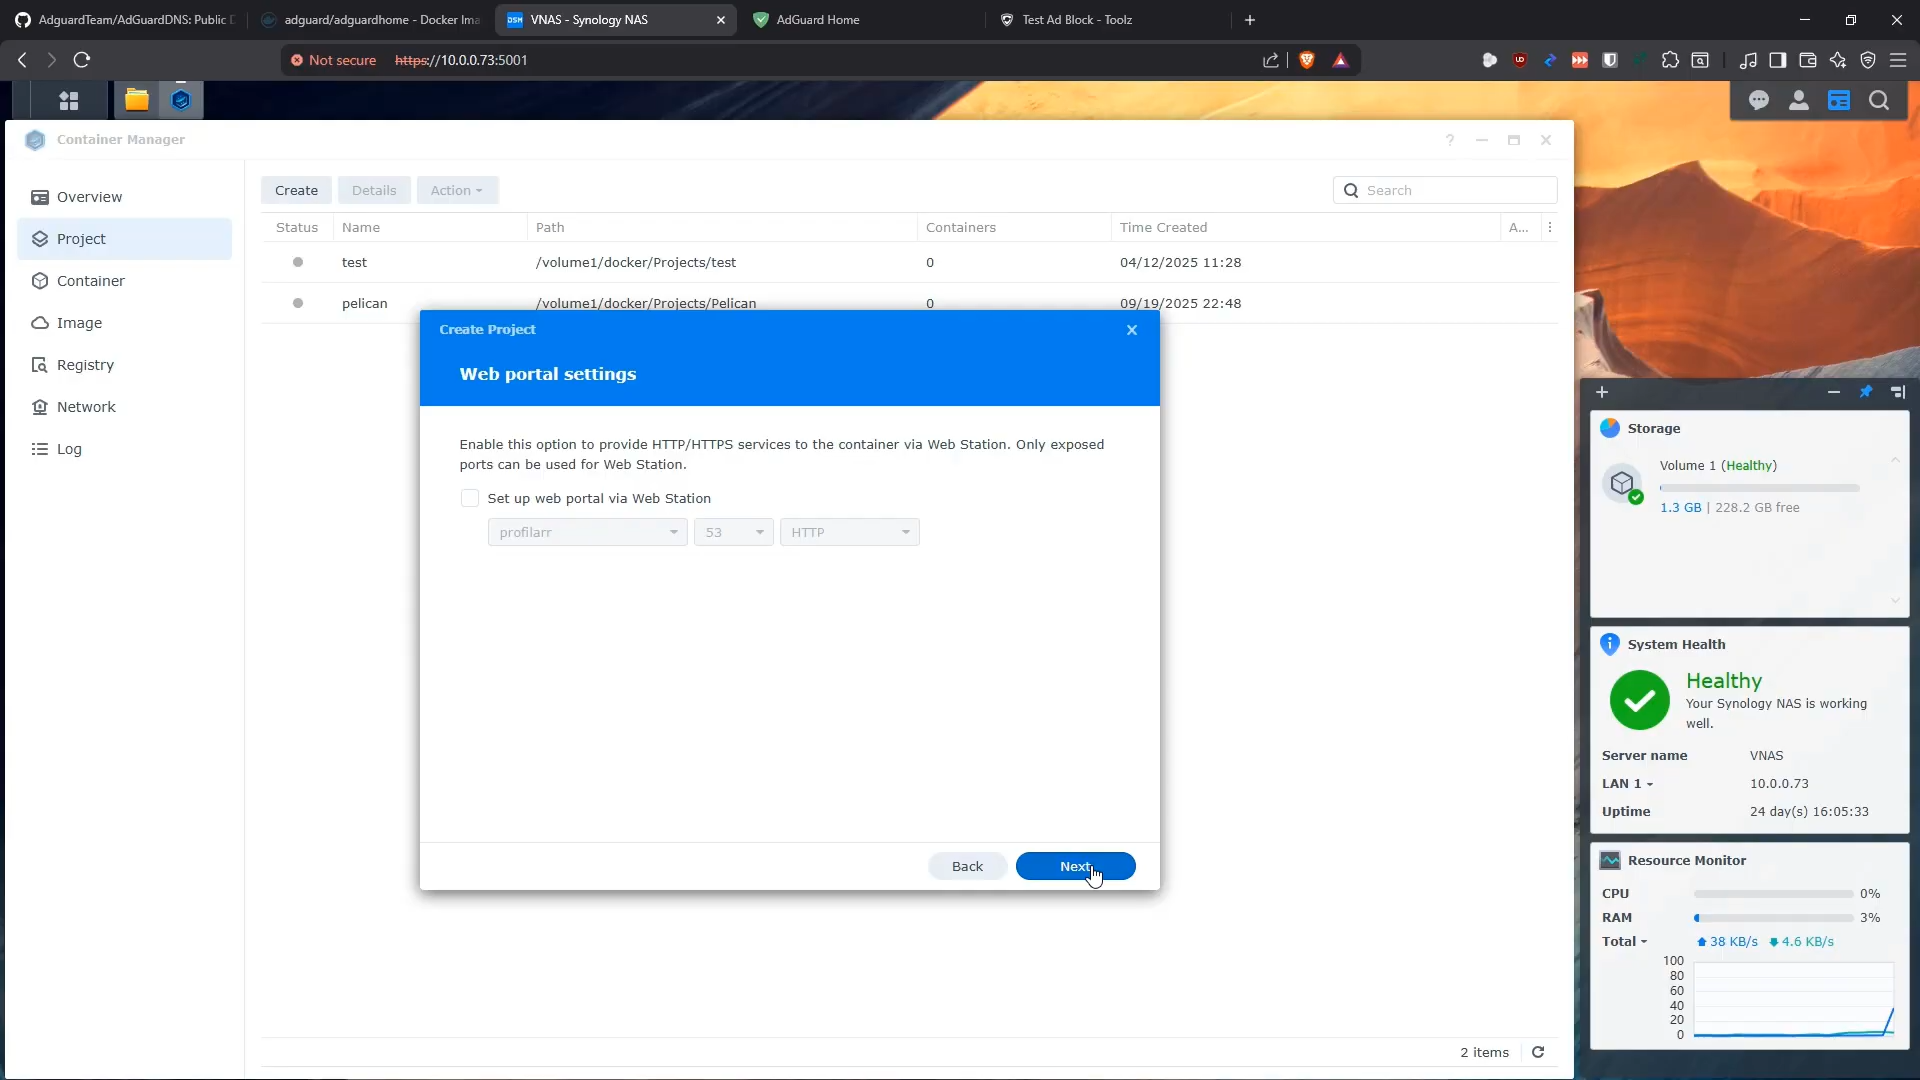 AdguardTeam/AdGuardDNS: Public D
adguard/adguardhome - Docker Ima
VNAS - Synology NAS
AdGuard Home
Test Ad Block - Toolz
Not secure
https://10.0.0.73:5001
Container Manager
Overview
Project
Container
Image
Registry
Network
Log
Create
Details
Action
Search
Status
Name
Path
Containers
Time Created
A...
test
/volume1/docker/Projects/test
0
04/12/2025 11:28
pelican
/volume1/docker/Projects/Pelican
0
09/19/2025 22:48
Create Project
Web portal settings
Enable this option to provide HTTP/HTTPS services to the container via Web Station. Only exposed
ports can be used for Web Station.
Set up web portal via Web Station
profilarr
53
HTTP
Back
Next
2 items
Storage
Volume 1 (Healthy)
1.3 GB | 228.2 GB free
System Health
Healthy
Your Synology NAS is working
well.
Server name
VNAS
LAN 1
10.0.0.73
Uptime
24 day(s) 16:05:33
Resource Monitor
CPU
0%
RAM
3%
Total
38 KB/s
4.6 KB/s
100
80
60
40
20
0